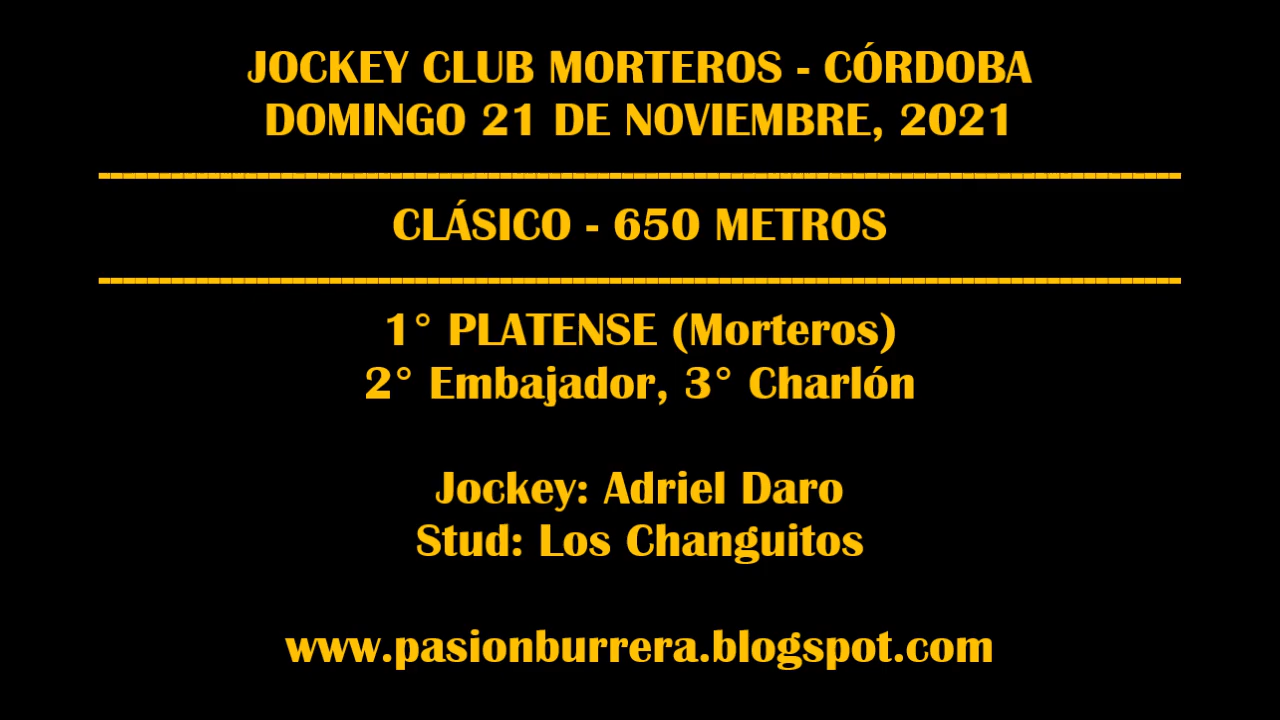 JOCKEY CLUB MORTEROS - CÓRDOBA
DOMINGO 21 DE NOVIEMBRE, 2021
CLÁSICO - 650 METROS
1° PLATENSE (Morteros)
2° Embajador, 3° Charlón
Jockey: Adriel Daro
Stud: Los Changuitos
www.pasionburrera.blogspot.com